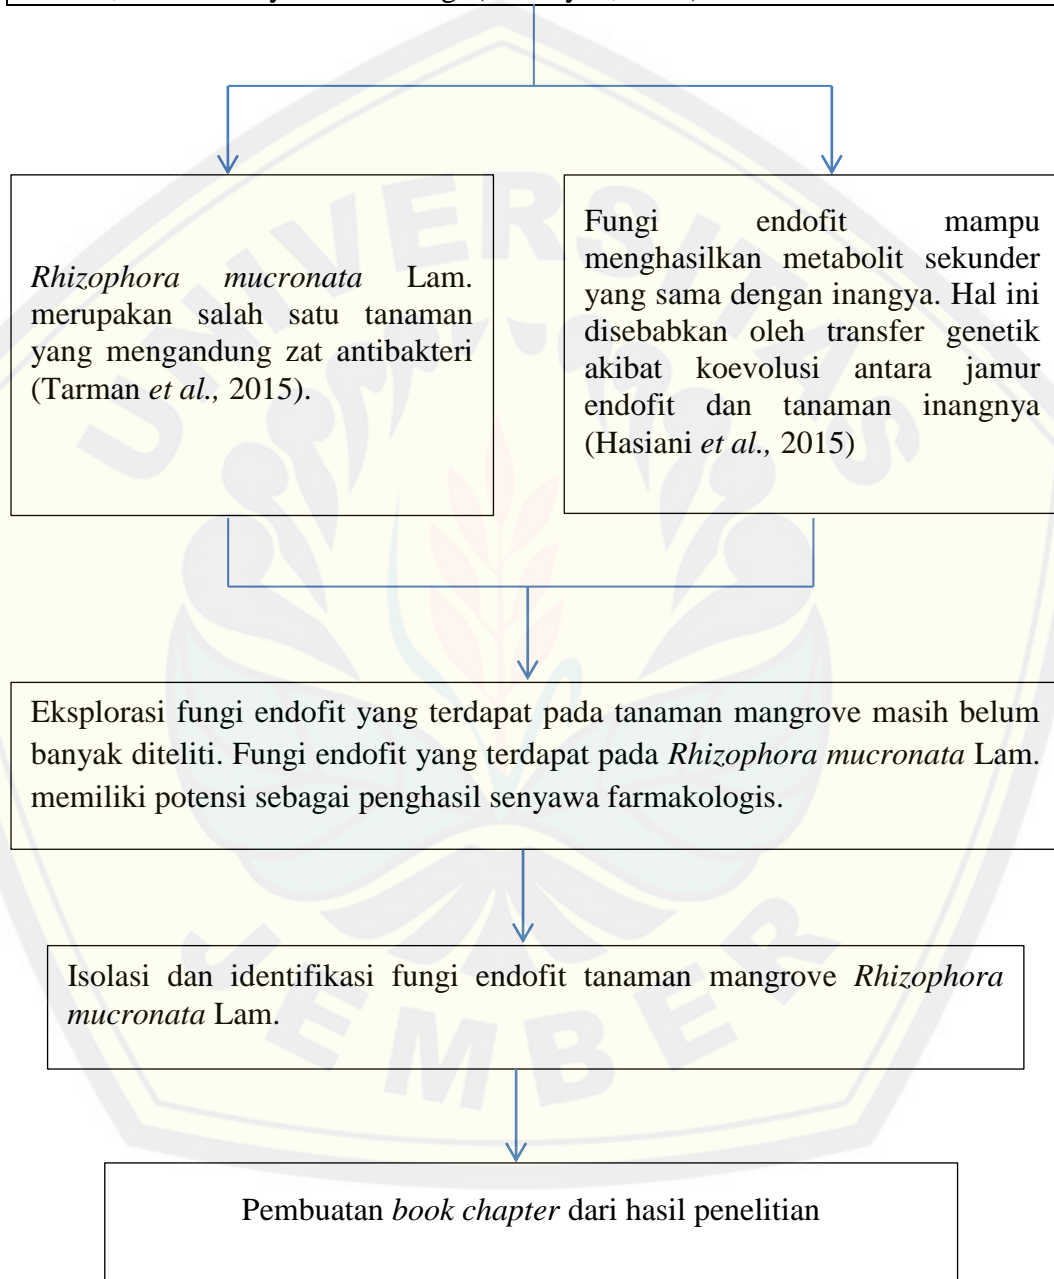 Rhizophora mucronata Lam.
merupakan salah satu tanaman
yang mengandung zat antibakteri
(Tarman et al., 2015).
Fungi endofit mampu
menghasilkan metabolit sekunder
yang sama dengan inangya. Hal ini
disebabkan oleh transfer genetik
akibat koevolusi antara jamur
endofit dan tanaman inangnya
(Hasiani et al., 2015)
Eksplorasi fungi endofit yang terdapat pada tanaman mangrove masih belum
banyak diteliti. Fungi endofit yang terdapat pada Rhizophora mucronata Lam.
memiliki potensi sebagai penghasil senyawa farmakologis.
Isolasi dan identifikasi fungi endofit tanaman mangrove Rhizophora
mucronata Lam.
Pembuatan book chapter dari hasil penelitian
UNIVERSITAS
JEMBER